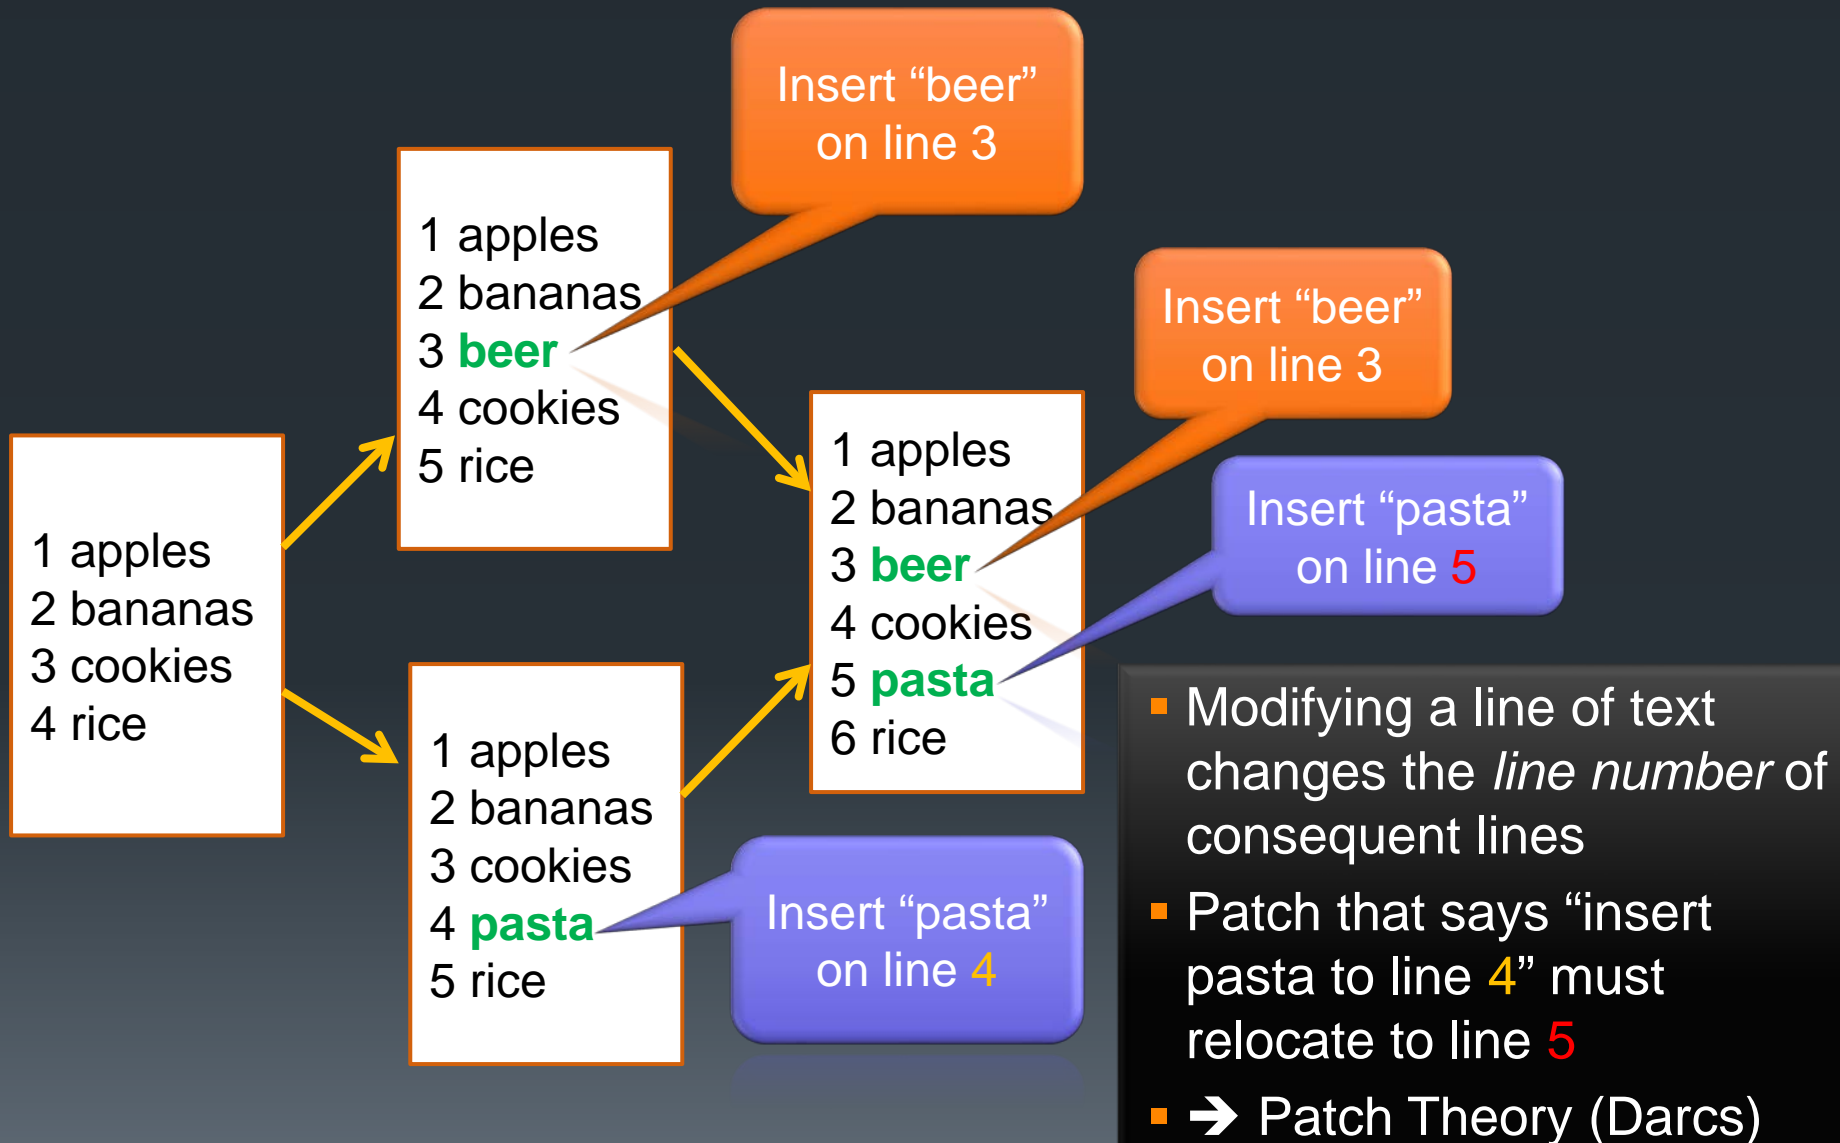 Insert “beer”
on line 3
1 apples
2 bananas
3 beer
4 cookies
5 rice
Insert “beer”
on line 3
1 apples
2 bananas
3 cookies
4 rice
1 apples
2 bananas
3 beer
4 cookies
5 pasta
6 rice
Insert “pasta”
on line 5
1 apples
2 bananas
3 cookies
4 pasta
5 rice
Insert “pasta”
on line 4
▪ Modifying a line of text
changes the line number of
consequent lines
▪ Patch that says “insert
pasta to line 4” must
relocate to line 5
▪ ➔ Patch Theory (Darcs)